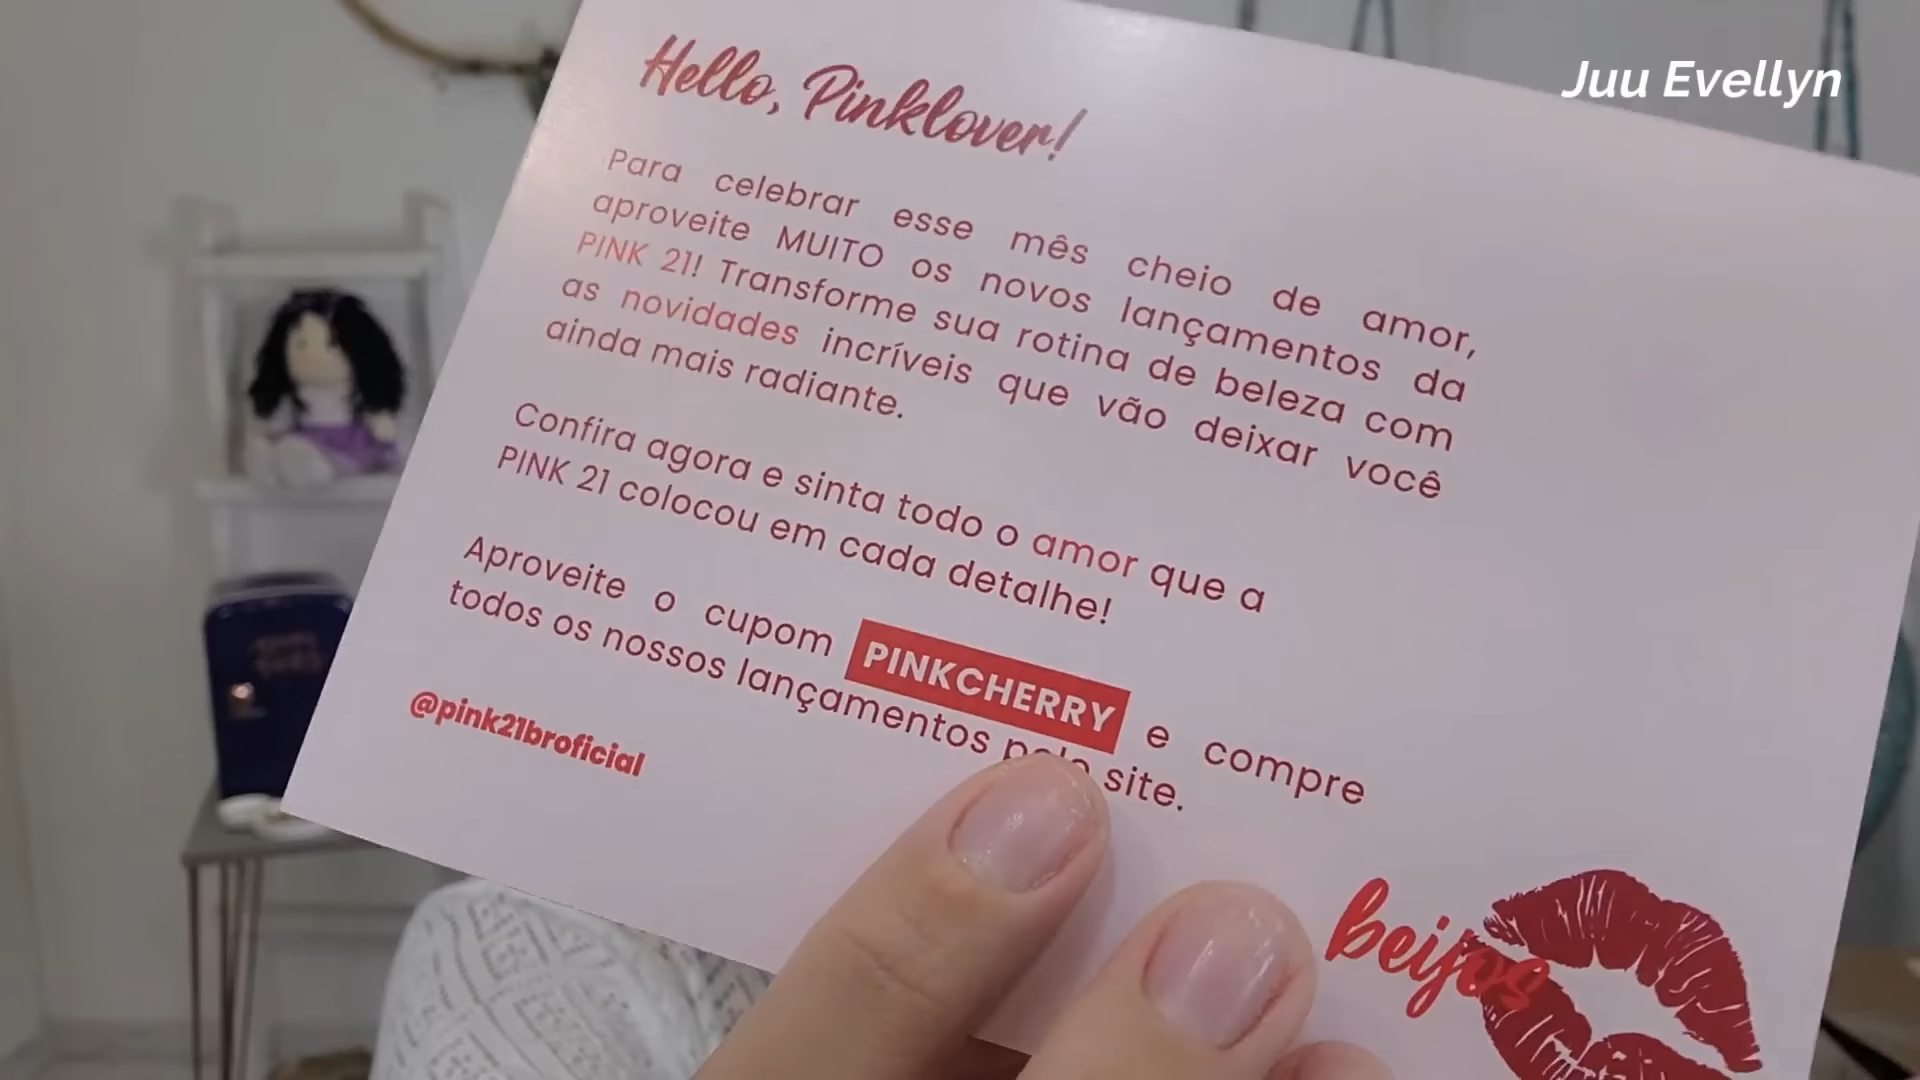 Juu Evellyn
Hello, Pinklover!
Para celebrar esse mês cheio de amor,
aproveite MUITO os novos lançamentos da
PINK 21! Transforme sua rotina de beleza com
as novidades incríveis que vão deixar você
ainda mais radiante.
Confira agora e sinta todo o amor que a
PINK 21 colocou em cada detalhe!
Aproveite o cupom PINKCHERRY e compre
todos os nossos lançamentos pelo site.
@pink21broficial
beijos